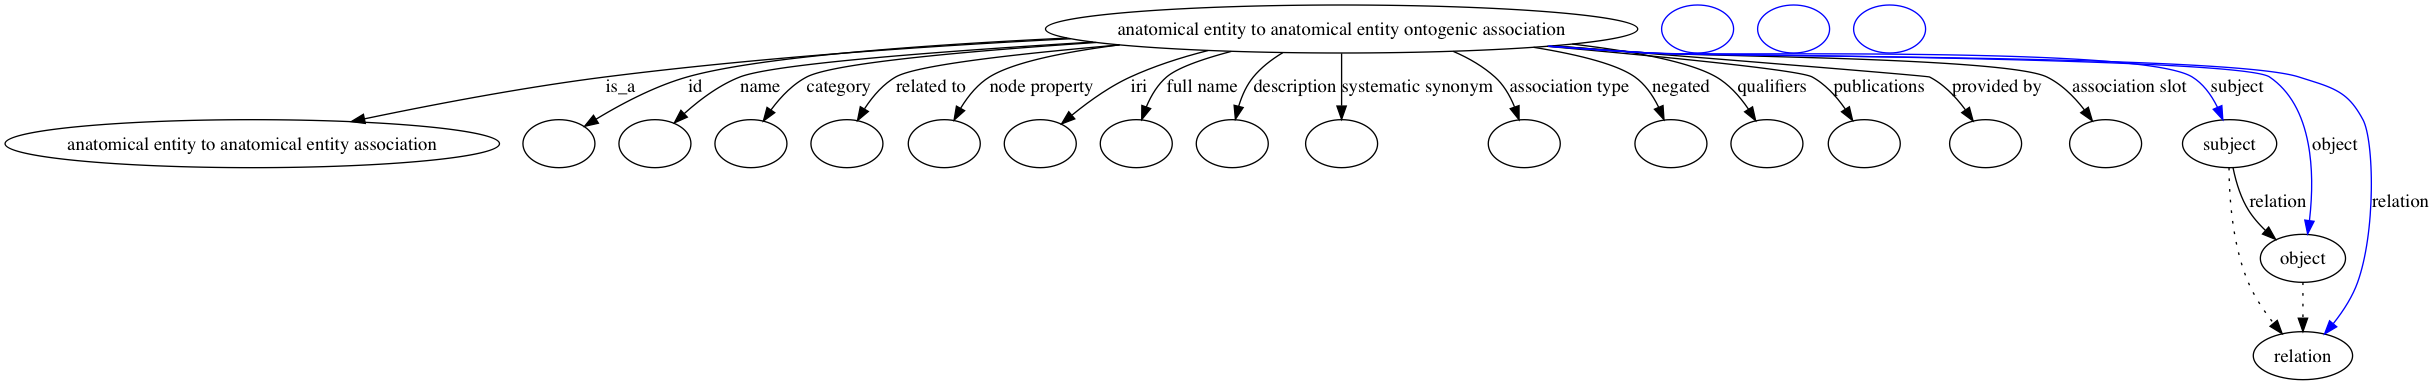 anatomical entity to anatomical entity ontogenic association
is_a
id
name
category
related to
node property
iri
full name
description
systematic synonym
association type
negated
qualifiers
publications
provided by
association slot
subject
anatomical entity to anatomical entity association
subject
object
relation
relation
object
relation